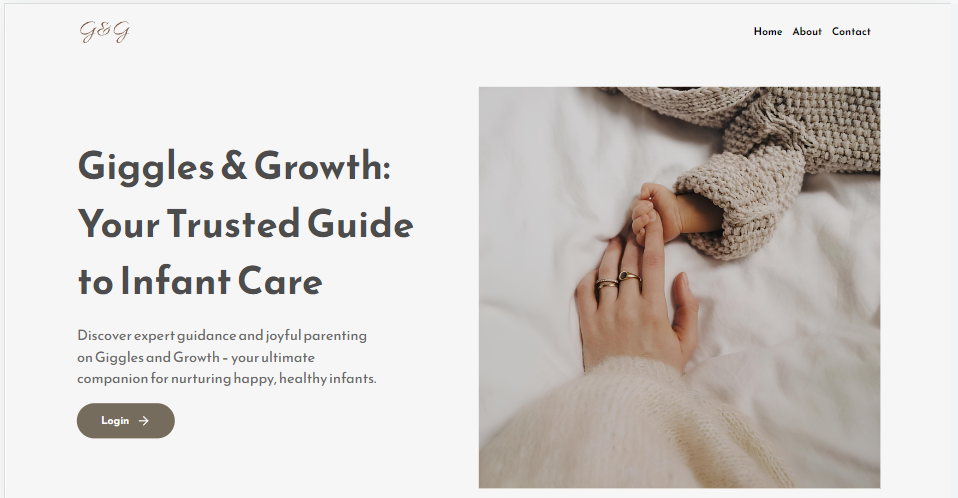 G&G
Home About Contact
Giggles & Growth:
Your Trusted Guide
to Infant Care
Discover expert guidance and joyful parenting
on Giggles and Growth – your ultimate
companion for nurturing happy, healthy infants.
Login →